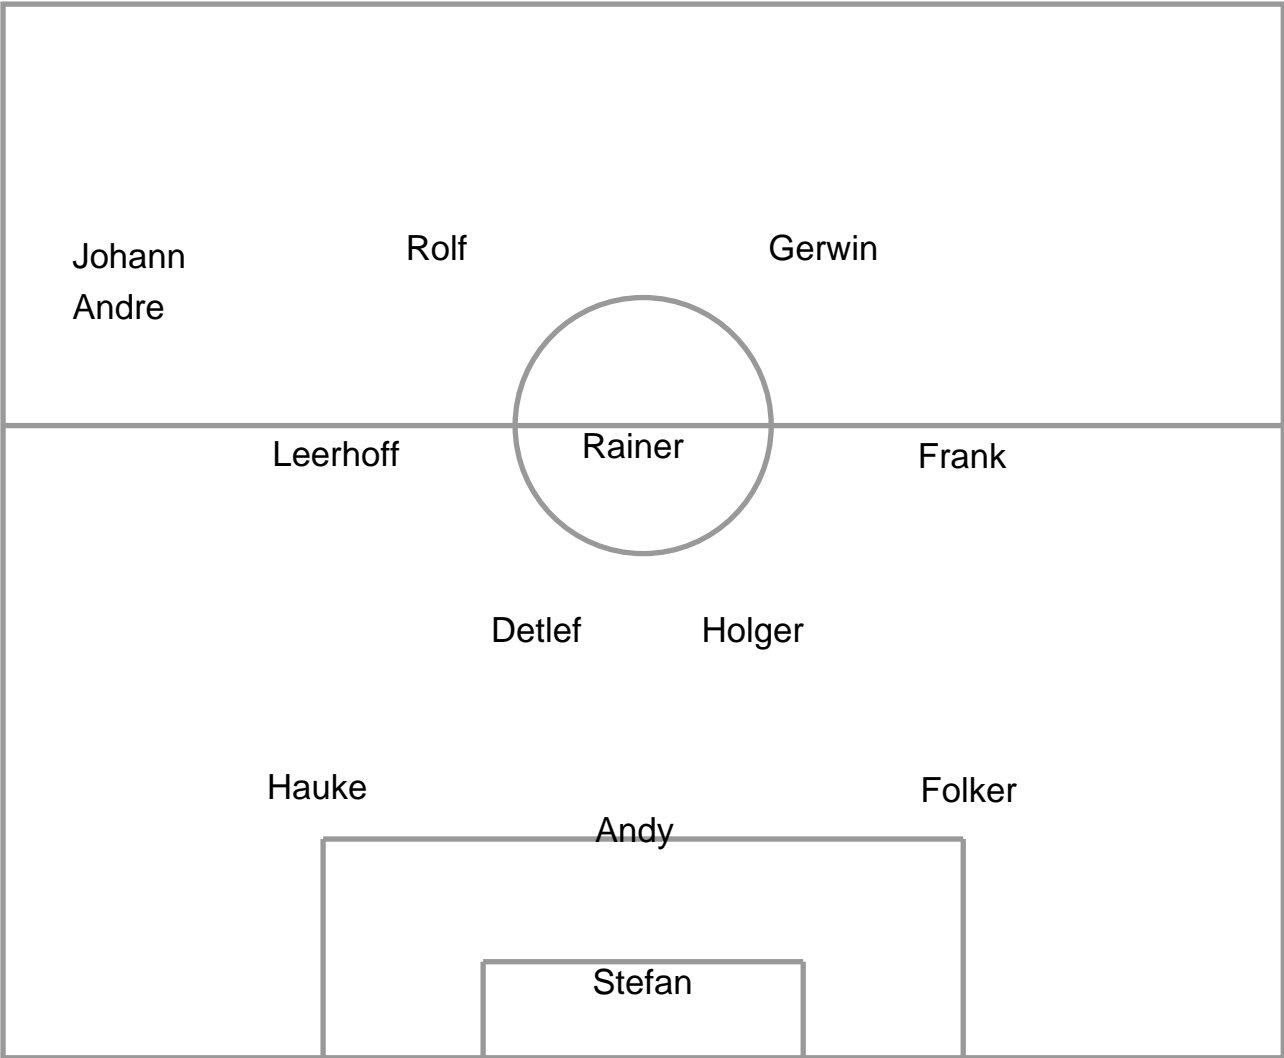 Johann
Andre
Rolf
Gerwin
Leerhoff
Rainer
Frank
Detlef
Holger
Hauke
Folker
Andy
Stefan